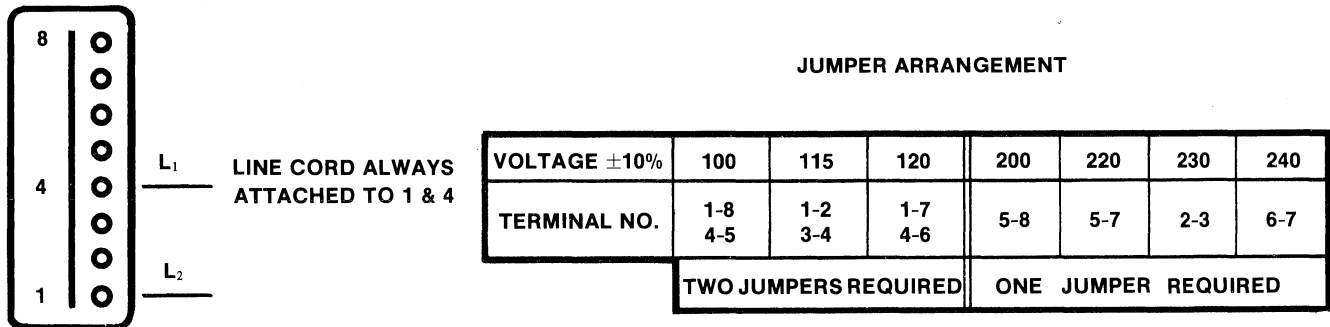 8
4
1
L₁
L₂
LINE CORD ALWAYS
ATTACHED TO 1 & 4
JUMPER ARRANGEMENT
VOLTAGE ±10% 100 115 120 200 220 230 240
TERMINAL NO. 1-8 4-5 1-2 3-4 1-7 4-6 5-8 5-7 2-3 6-7
TWO JUMPERS REQUIRED ONE JUMPER REQUIRED